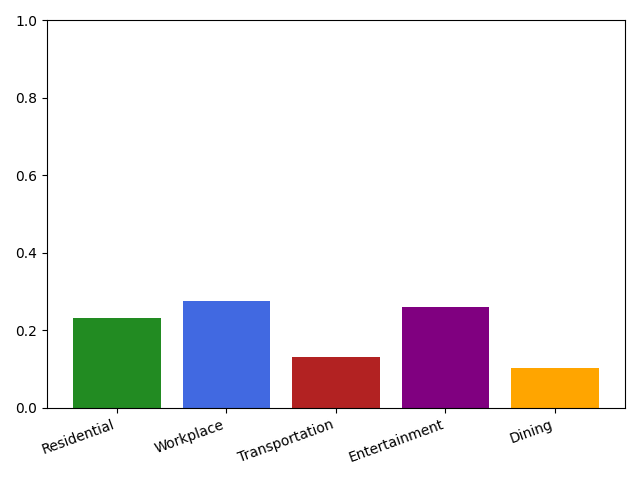 1.0
0.8
0.6
0.4
0.2
0.0
Residential
Workplace
Transportation
Entertainment
Dining